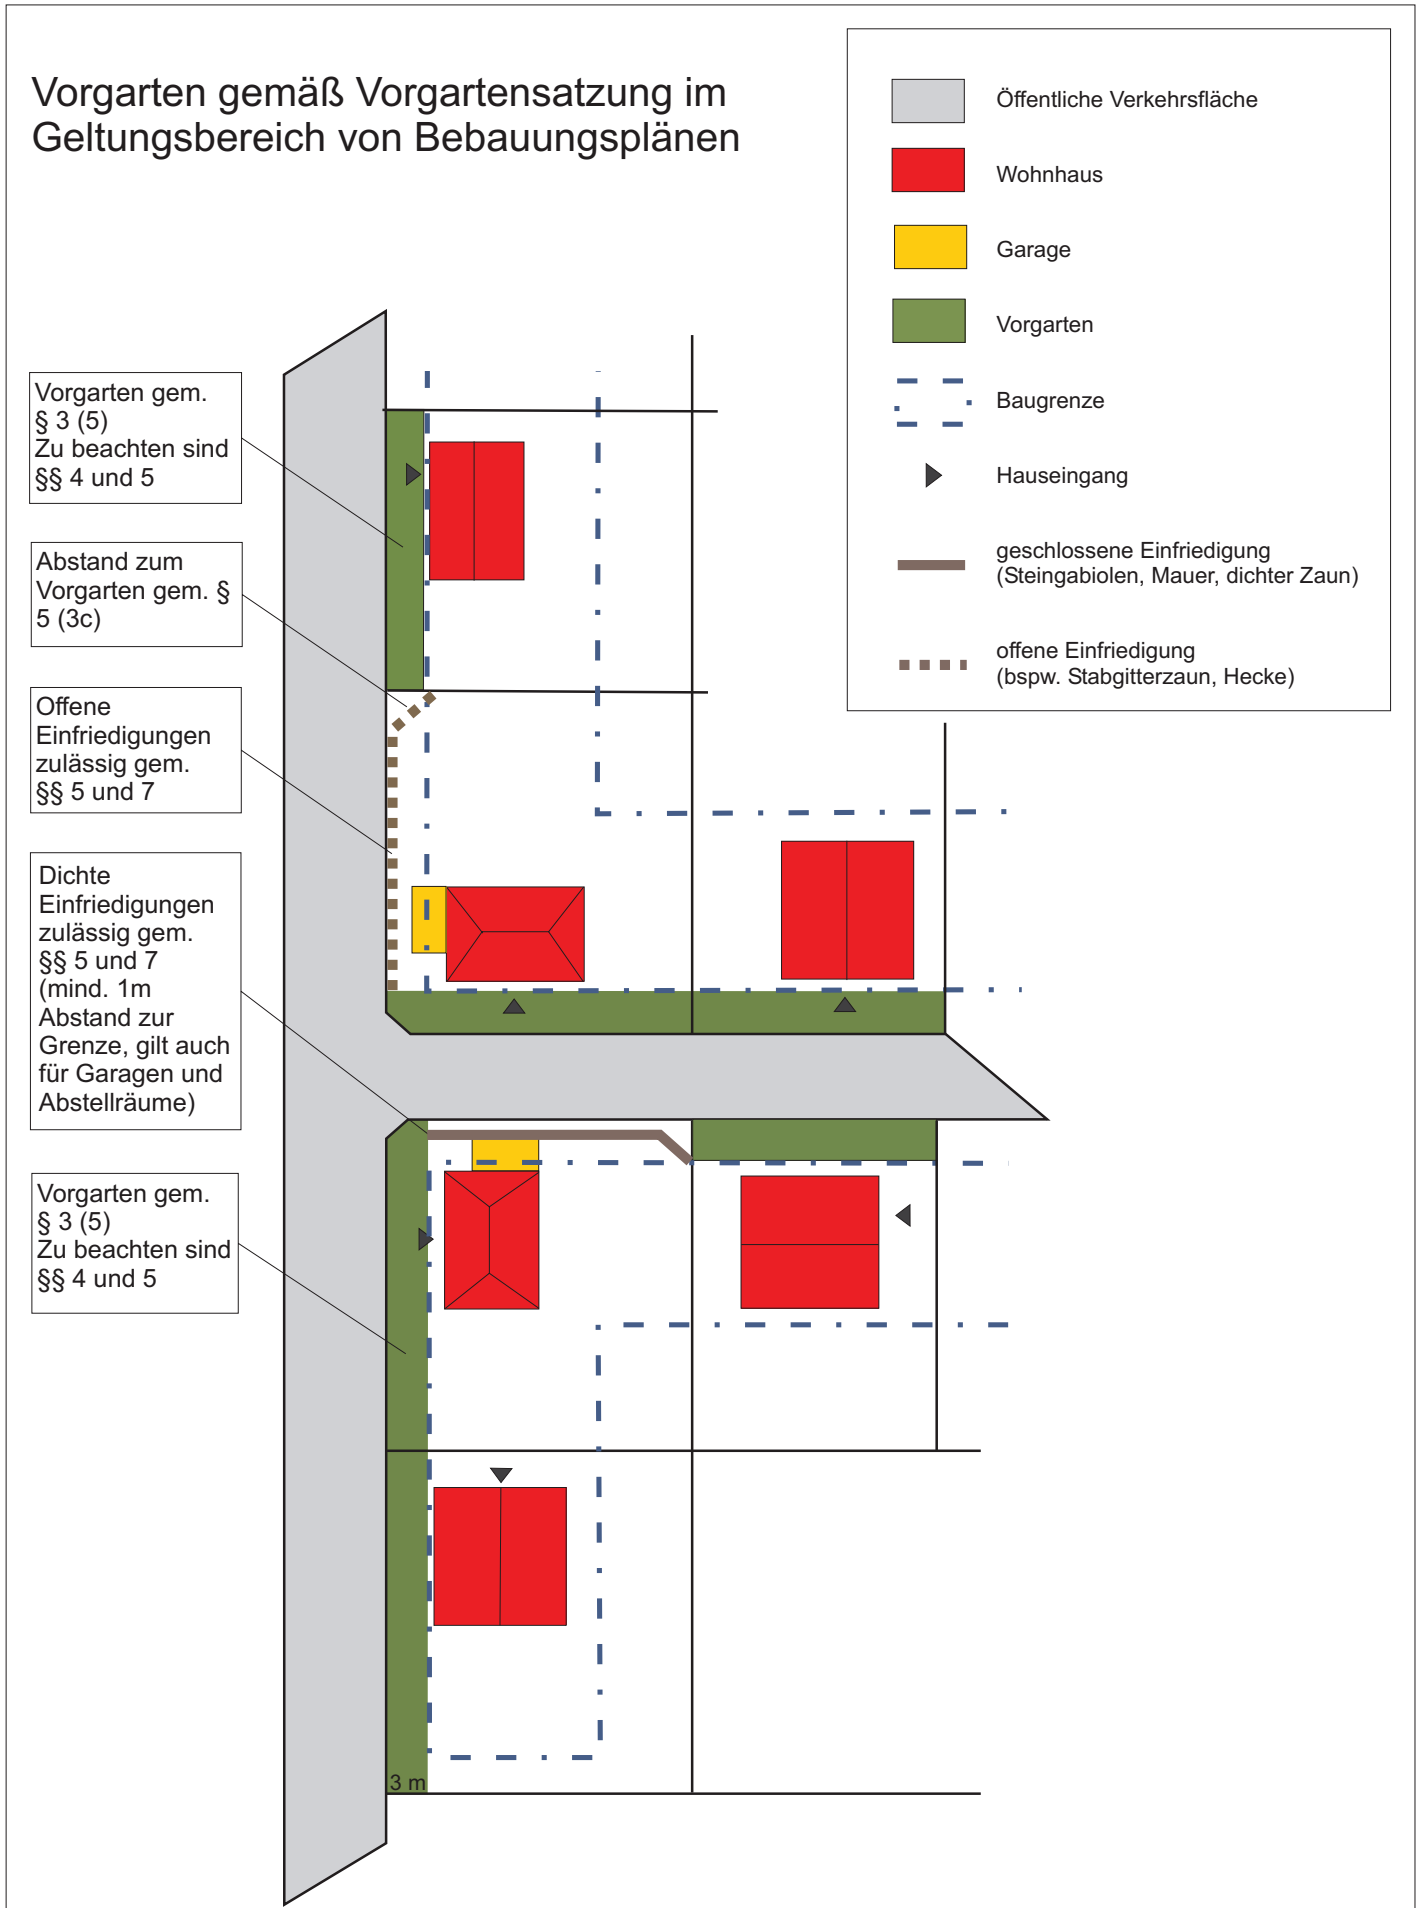 Vorgarten gemäß Vorgartensatzung im
Geltungsbereich von Bebauungsplänen
Öffentliche Verkehrsfläche
Wohnhaus
Garage
Vorgarten
Baugrenze
Hauseingang
geschlossene Einfriedigung
(Steingabiolen, Mauer, dichter Zaun)
offene Einfriedigung
(bspw. Stabgitterzaun, Hecke)
Vorgarten gem.
§ 3 (5)
Zu beachten sind
§§ 4 und 5
Abstand zum
Vorgarten gem. §
5 (3c)
Offene
Einfriedigungen
zulässig gem.
§§ 5 und 7
Dichte
Einfriedigungen
zulässig gem.
§§ 5 und 7
(mind. 1m
Abstand zur
Grenze, gilt auch
für Garagen und
Abstellräume)
Vorgarten gem.
§ 3 (5)
Zu beachten sind
§§ 4 und 5
3 m